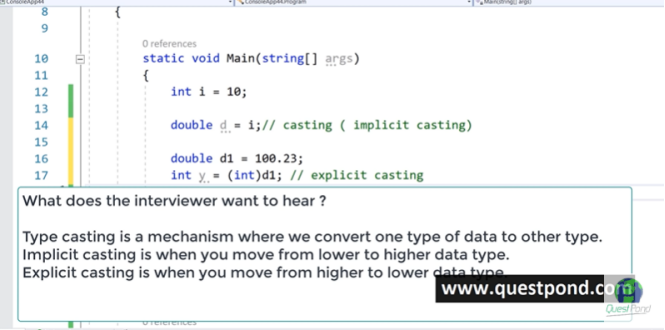 ConsoleApp44
ConsoleApp44.Program
Main(string[] args)
8 {
9
0 references
10 static void Main(string[] args)
11 {
12 int i = 10;
13
14 double d = i;// casting ( implicit casting)
15
16 double d1 = 100.23;
17 int y = (int)d1; // explicit casting
What does the interviewer want to hear ?
Type casting is a mechanism where we convert one type of data to other type.
Implicit casting is when you move from lower to higher data type.
Explicit casting is when you move from higher to lower data type.
www.questpond.com
QuestPond
0 references